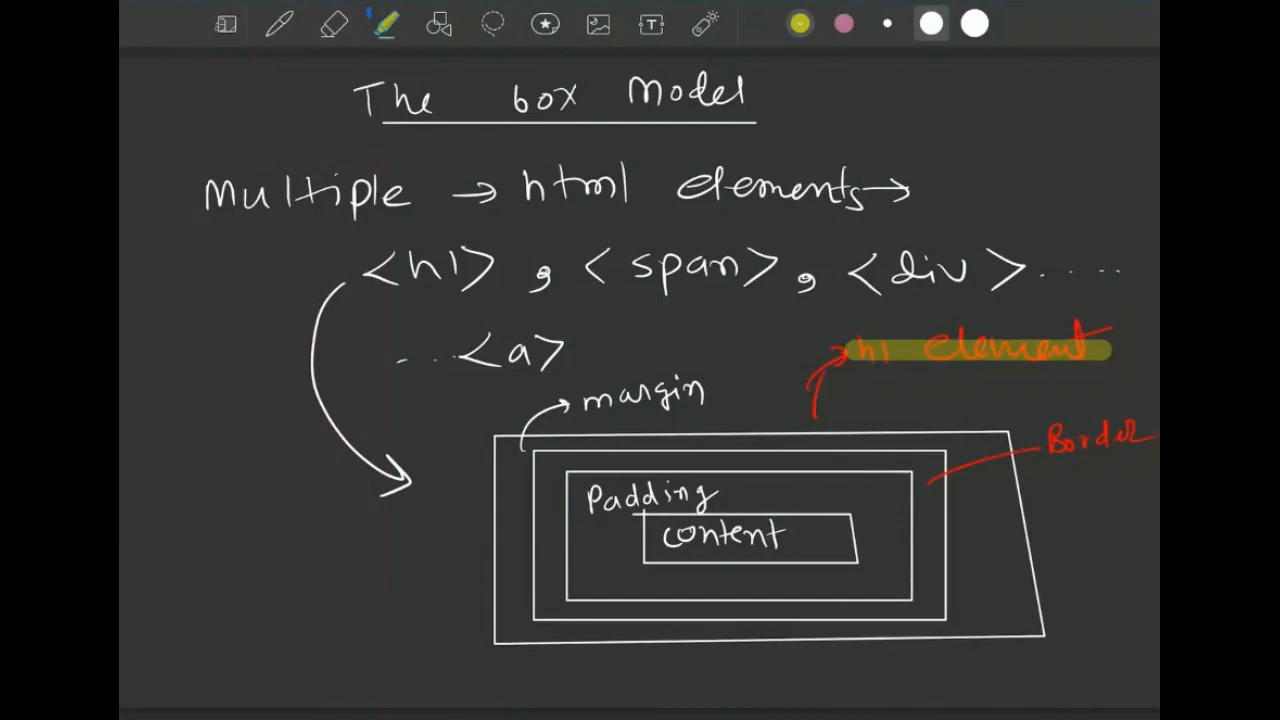 The box Model
Multiple → html elements →
<h1> , <span> , <div> .....
... <a>
h1 element
margin
Border
Padding
content